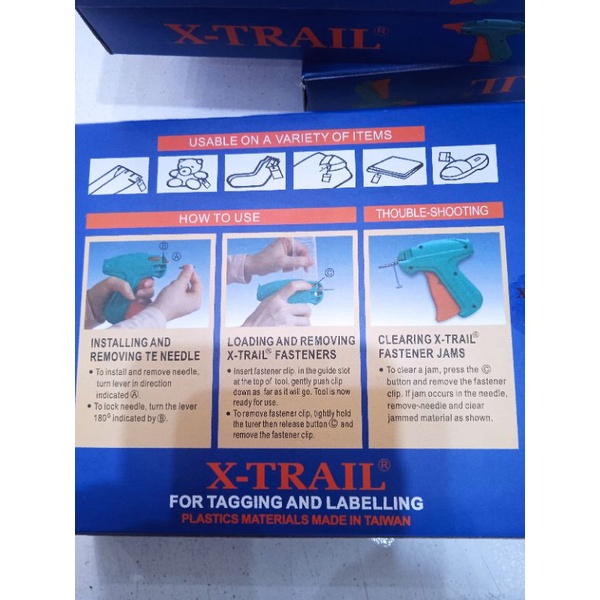 X-TRAIL®
USABLE ON A VARIETY OF ITEMS
HOW TO USE
THOUBLE-SHOOTING
B
A
C
INSTALLING AND
REMOVING TE NEEDLE
• To install and remove needle,
turn lever in direction
indicated Ⓐ.
• To lock needle, turn the lever
180° indicated by Ⓑ.
LOADING AND REMOVING
X-TRAIL® FASTENERS
• Insert fastener clip. in the guide slot
at the top of tool, gently push clip
down as far as it will go. Tool is now
ready for use.
• To remove fastener clip, tightly hold
the turer then release button Ⓒ and
remove the fastener clip.
CLEARING X-TRAIL®
FASTENER JAMS
• To clear a jam, press the Ⓒ
button and remove the fastener
clip. If jam occurs in the needle,
remove-needle and clear
jammed material as shown.
X-TRAIL®
FOR TAGGING AND LABELLING
PLASTICS MATERIALS MADE IN TAIWAN